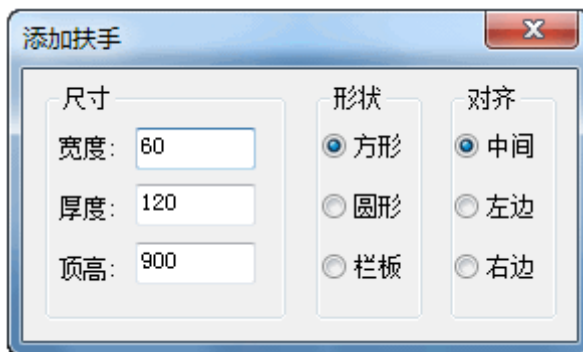 添加扶手
尺寸 形状 对齐
宽度: 60 方形 中间
厚度: 120 圆形 左边
顶高: 900 栏板 右边